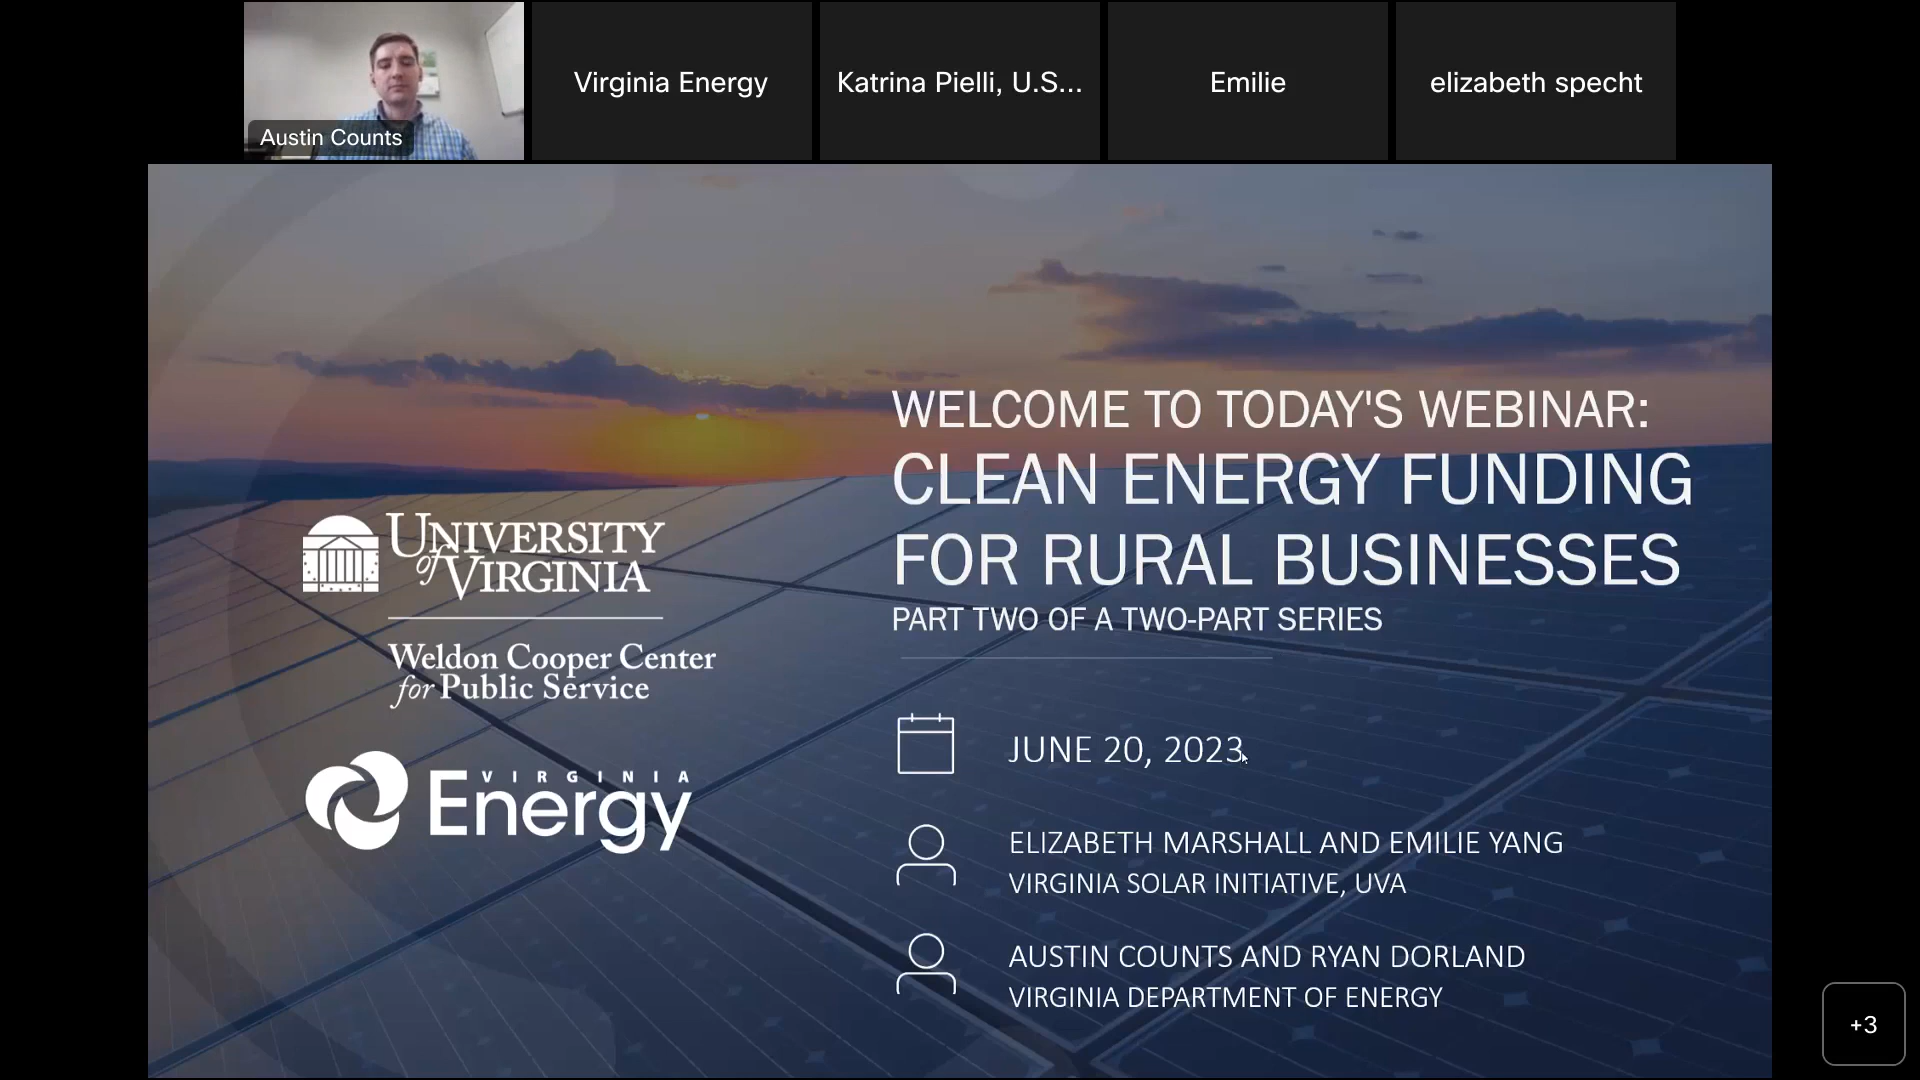 Austin Counts
Virginia Energy
Katrina Pielli, U.S...
Emilie
elizabeth specht
WELCOME TO TODAY'S WEBINAR:
CLEAN ENERGY FUNDING
FOR RURAL BUSINESSES
PART TWO OF A TWO-PART SERIES
UNIVERSITY
of VIRGINIA
Weldon Cooper Center
for Public Service
VIRGINIA
Energy
JUNE 20, 2023
ELIZABETH MARSHALL AND EMILIE YANG
VIRGINIA SOLAR INITIATIVE, UVA
AUSTIN COUNTS AND RYAN DORLAND
VIRGINIA DEPARTMENT OF ENERGY
+3